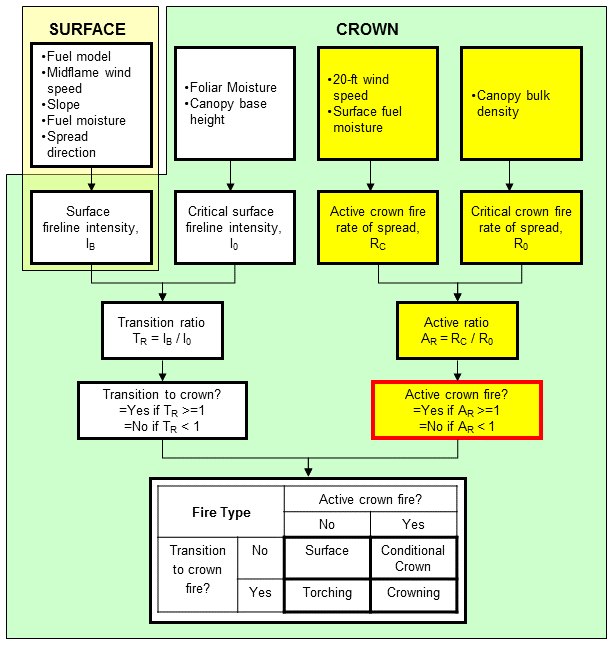 SURFACE
CROWN
•Fuel model
•Midflame wind
speed
•Slope
•Fuel moisture
•Spread
direction
•Foliar Moisture
•Canopy base
height
•20-ft wind
speed
•Surface fuel
moisture
•Canopy bulk
density
Surface
fireline intensity,
I_B
Critical surface
fireline intensity,
I_0
Active crown fire
rate of spread,
R_C
Critical crown fire
rate of spread,
R_0
Transition ratio
T_R = I_B / I_0
Active ratio
A_R = R_C / R_0
Transition to crown?
=Yes if T_R >=1
=No if T_R < 1
Active crown fire?
=Yes if A_R >=1
=No if A_R < 1
Fire Type
Active crown fire?
No
Yes
Transition
to crown
fire?
No
Surface
Conditional
Crown
Yes
Torching
Crowning